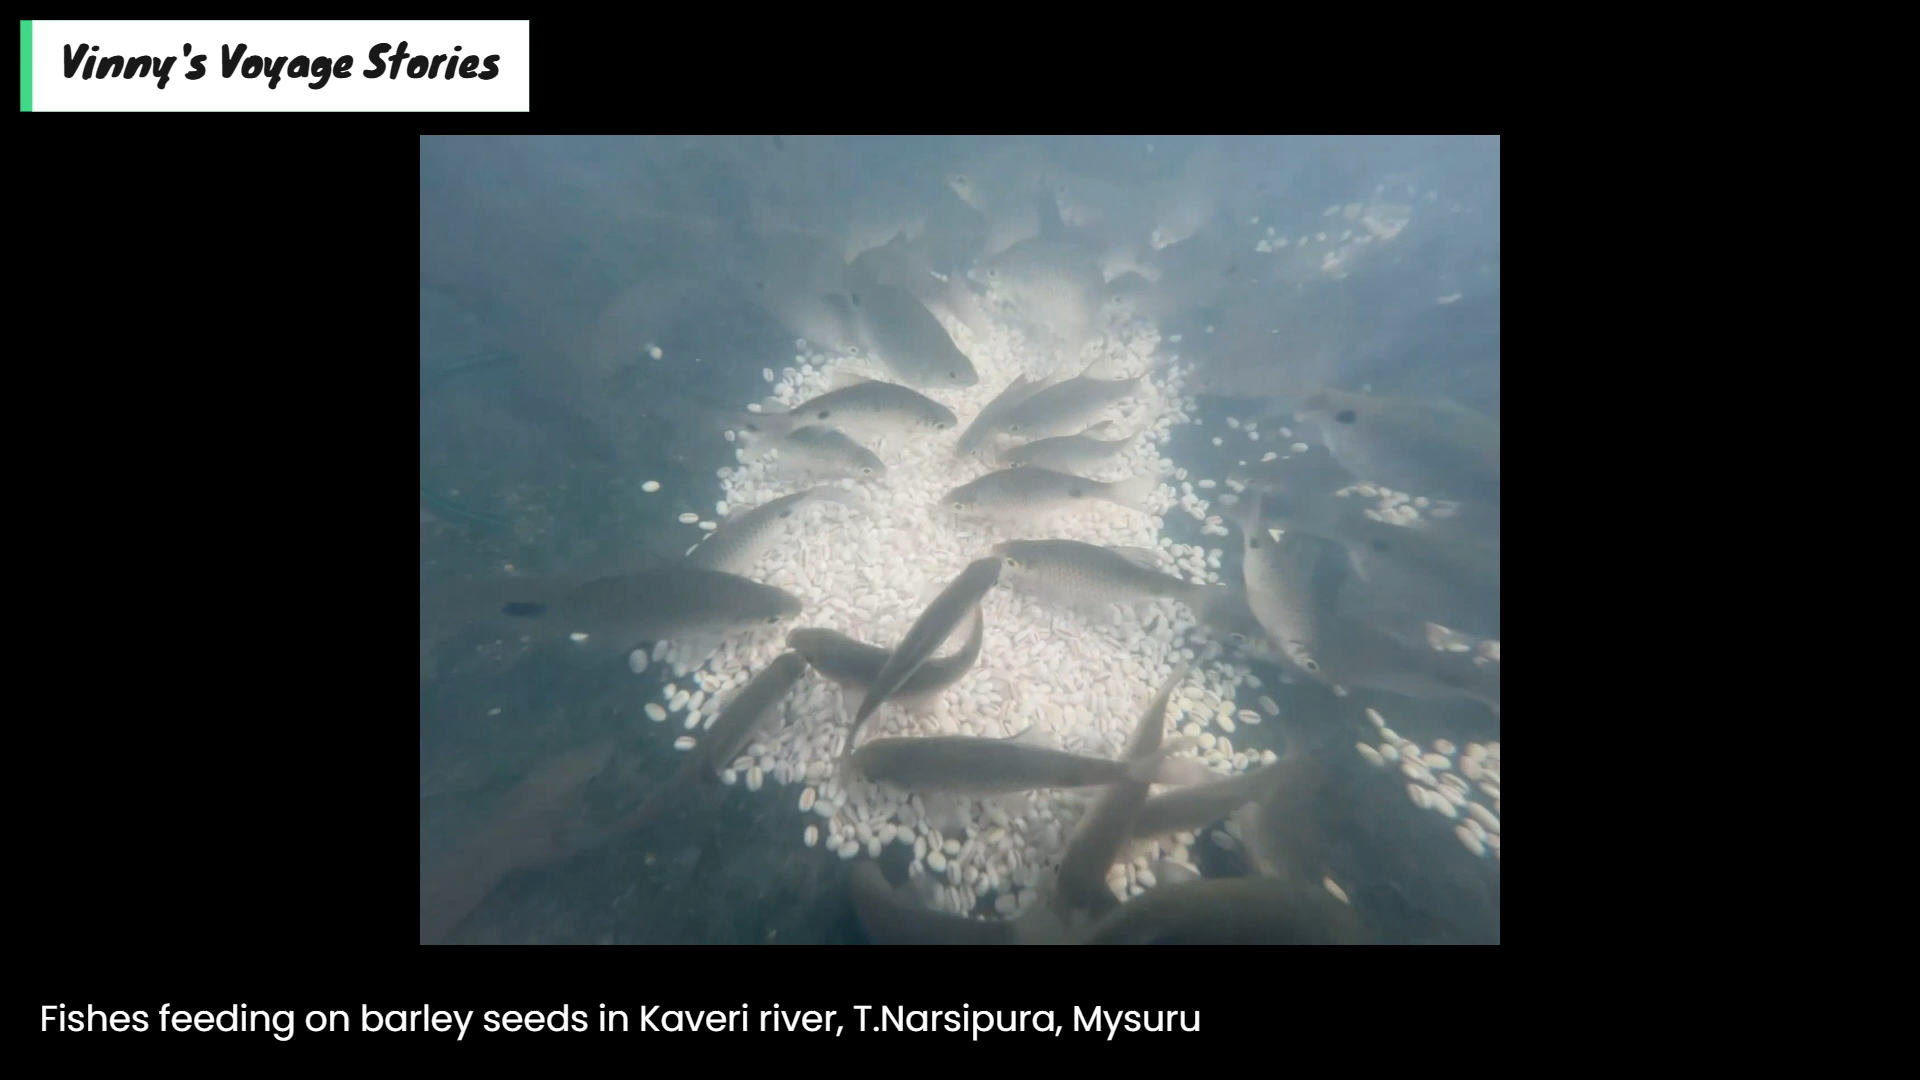 Vinny's Voyage Stories
Fishes feeding on barley seeds in Kaveri river, T.Narsipura, Mysuru